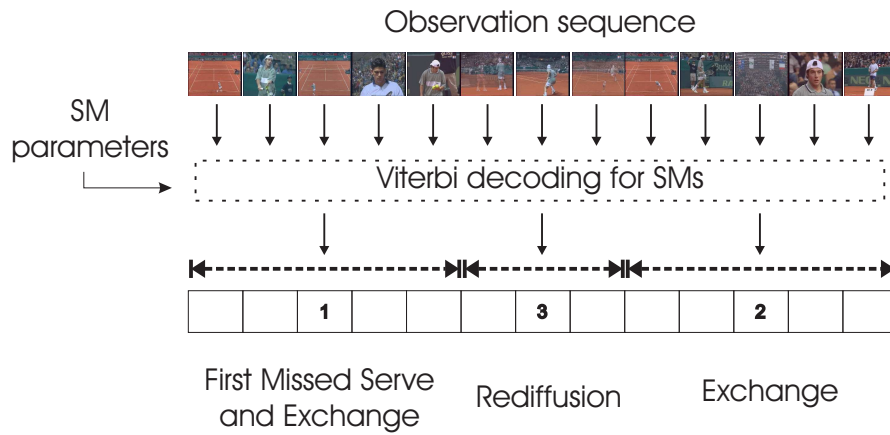 Observation sequence
SM
parameters
Viterbi decoding for SMs
1
3
2
First Missed Serve
and Exchange
Rediffusion
Exchange